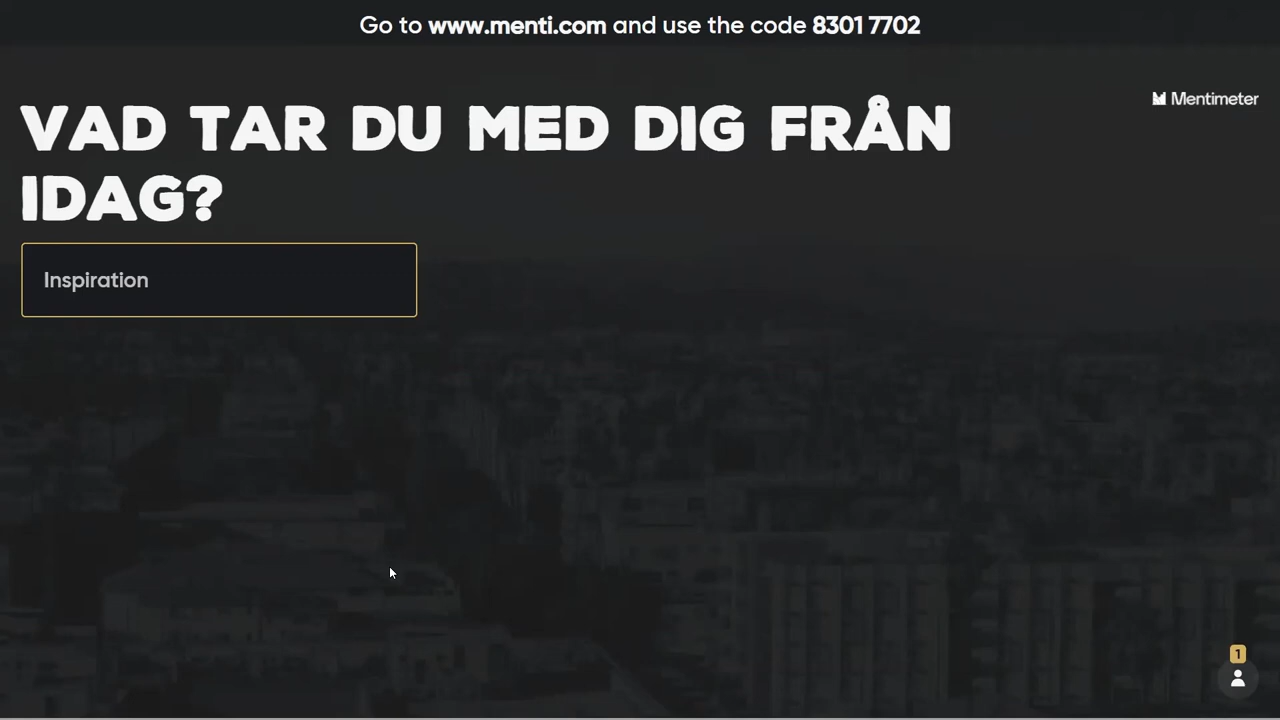 Go to www.menti.com and use the code 8301 7702
Mentimeter
VAD TAR DU MED DIG FRÅN
IDAG?
Inspiration
1